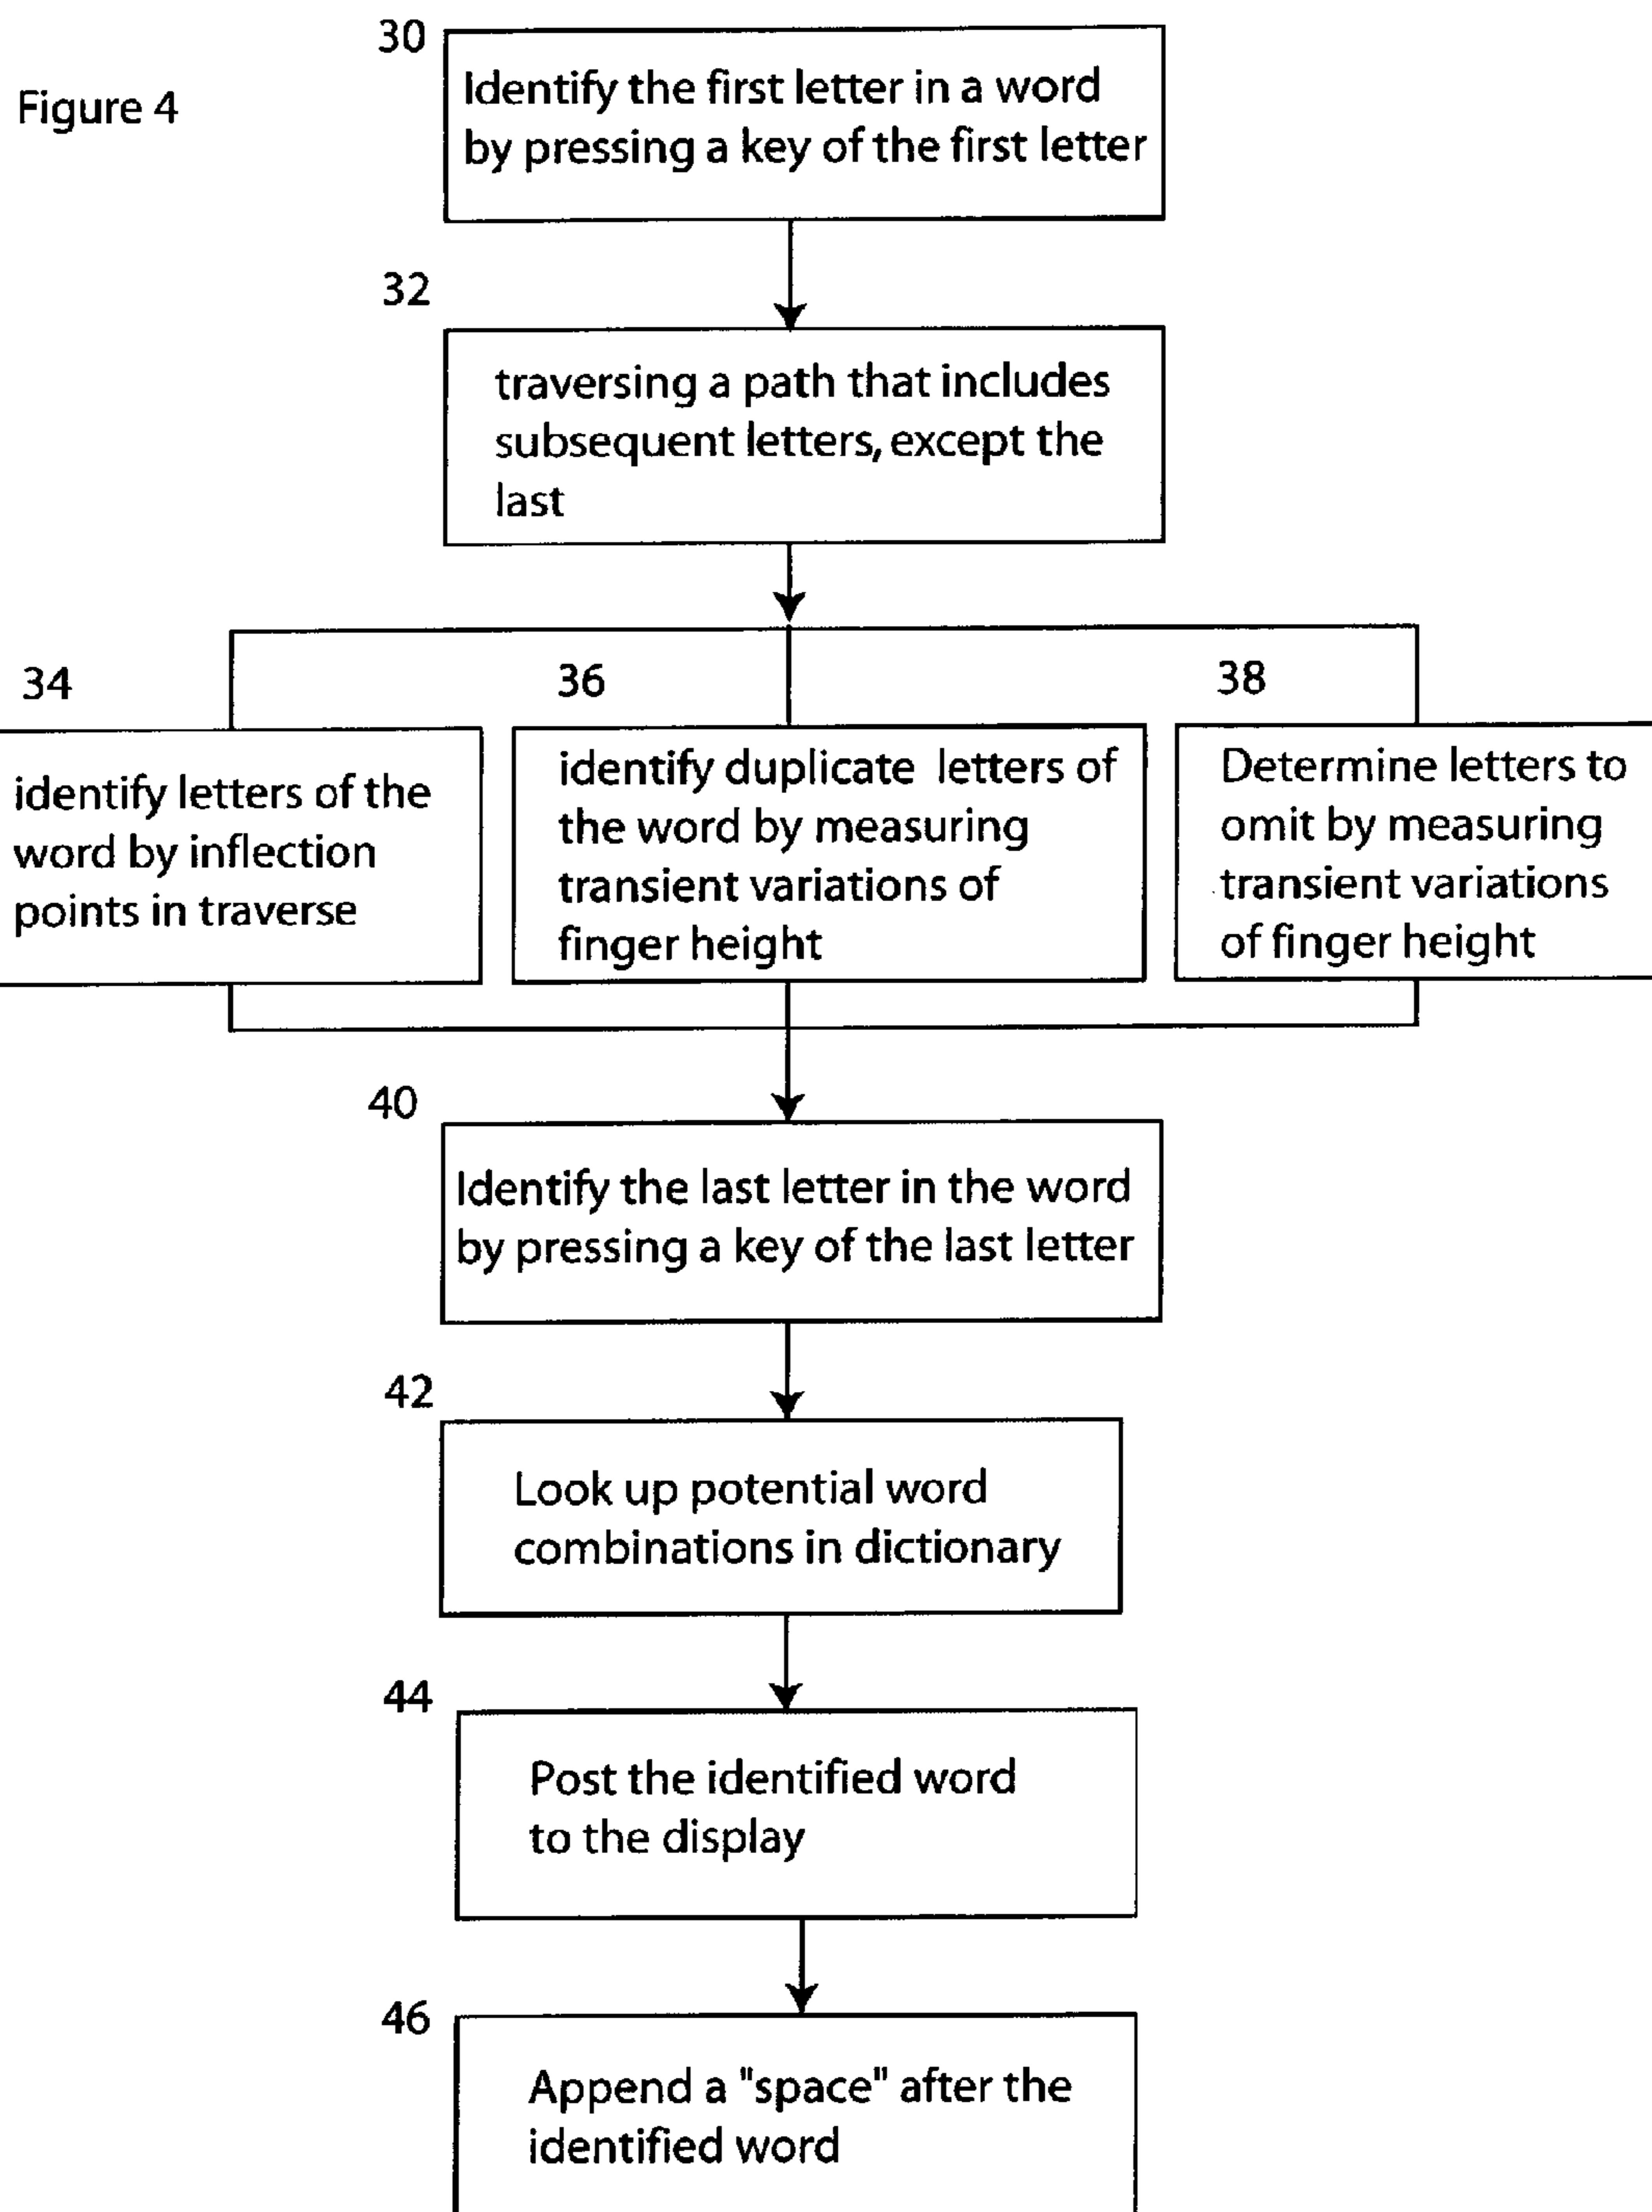 30
Figure 4
Identify the first letter in a word
by pressing a key of the first letter
32
traversing a path that includes
subsequent letters, except the
last
34
identify letters of the
word by inflection
points in traverse
36
identify duplicate letters of
the word by measuring
transient variations of
finger height
38
Determine letters to
omit by measuring
transient variations
of finger height
40
Identify the last letter in the word
by pressing a key of the last letter
42
Look up potential word
combinations in dictionary
44
Post the identified word
to the display
46
Append a "space" after the
identified word